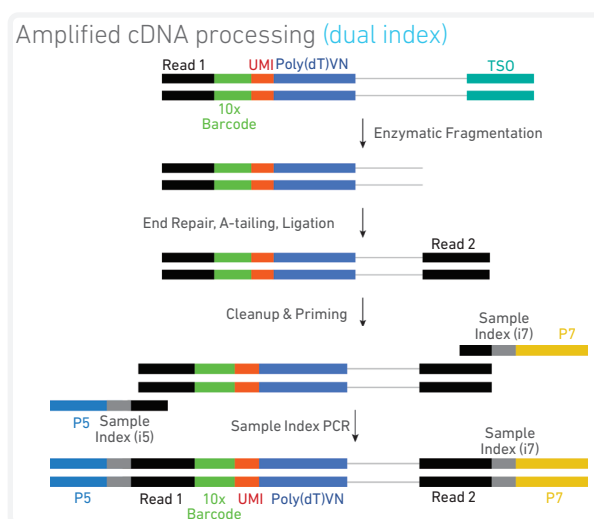 Amplified cDNA processing (dual index)
Read 1 UMI Poly(dT)VN TSO
10x
Barcode
Enzymatic Fragmentation
End Repair, A-tailing, Ligation
Read 2
Cleanup & Priming
Sample
Index (i7) P7
P5 Sample
Index (i5)
Sample Index PCR
Sample
Index (i7)
P5 Read 1 10x UMI Poly(dT)VN Read 2 P7
Barcode